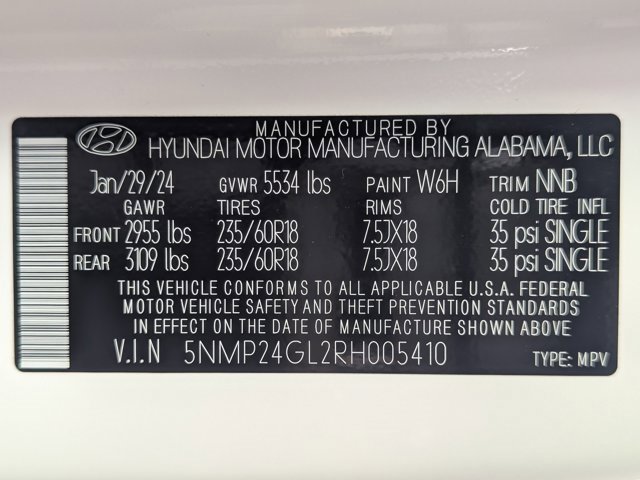 MANUFACTURED BY
HYUNDAI MOTOR MANUFACTURING ALABAMA, LLC
Jan/29/24 GVWR 5534 lbs PAINT W6H TRIM NNB
GAWR TIRES RIMS COLD TIRE INFL
FRONT 2955 lbs 235/60R18 7.5JX18 35 psi SINGLE
REAR 3109 lbs 235/60R18 7.5JX18 35 psi SINGLE
THIS VEHICLE CONFORMS TO ALL APPLICABLE U.S.A. FEDERAL
MOTOR VEHICLE SAFETY AND THEFT PREVENTION STANDARDS
IN EFFECT ON THE DATE OF MANUFACTURE SHOWN ABOVE
V.I.N 5NMP24GL2RH005410 TYPE: MPV